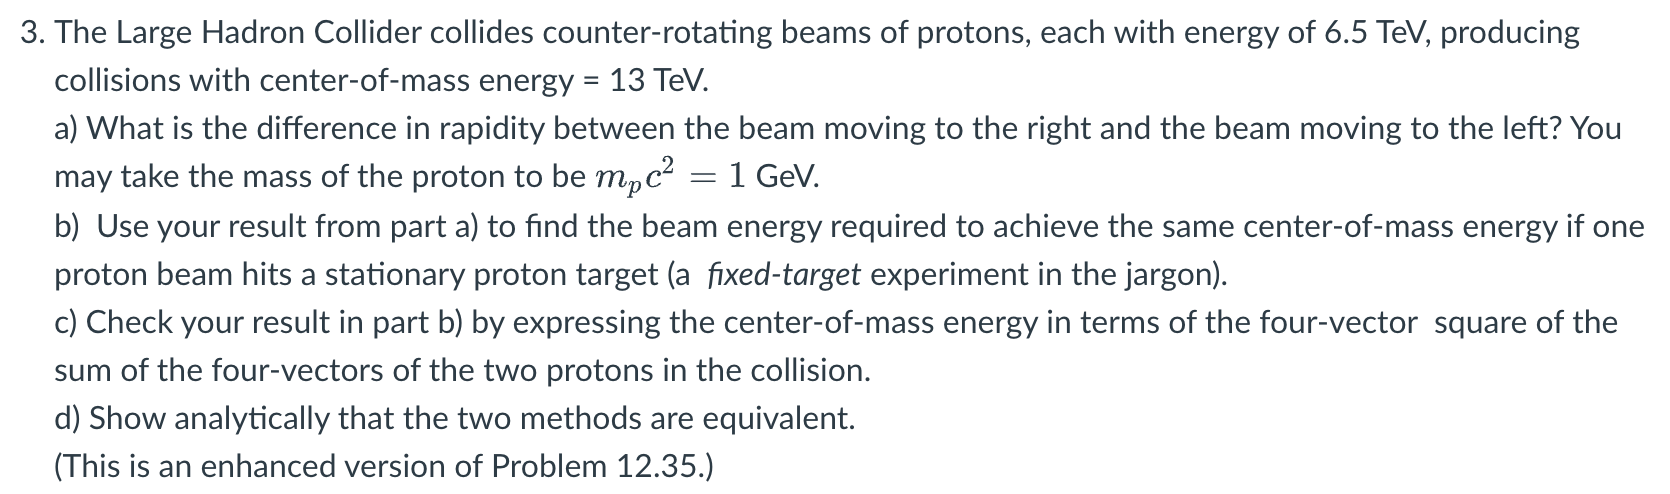 3. The Large Hadron Collider collides counter-rotating beams of protons, each with energy of 6.5 TeV, producing
collisions with center-of-mass energy = 13 TeV.
a) What is the difference in rapidity between the beam moving to the right and the beam moving to the left? You
may take the mass of the proton to be $m_p c^2 = 1$ GeV.
b) Use your result from part a) to find the beam energy required to achieve the same center-of-mass energy if one
proton beam hits a stationary proton target (a fixed-target experiment in the jargon).
c) Check your result in part b) by expressing the center-of-mass energy in terms of the four-vector square of the
sum of the four-vectors of the two protons in the collision.
d) Show analytically that the two methods are equivalent.
(This is an enhanced version of Problem 12.35.)